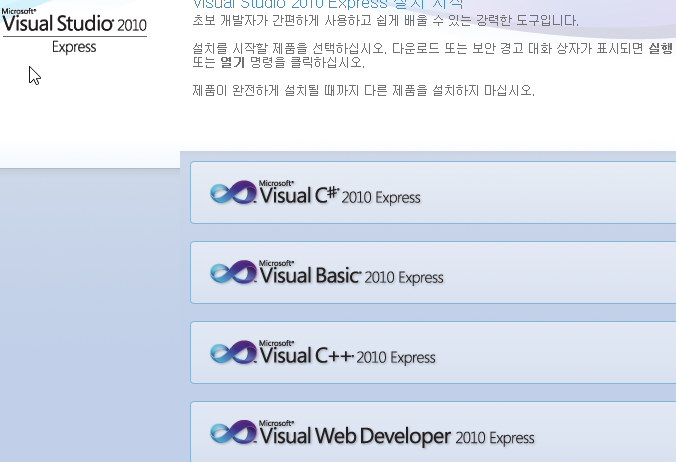 Microsoft®
Visual Studio® 2010
Express
Visual Studio 2010 Express 설치 시작
초보 개발자가 간편하게 사용하고 쉽게 배울 수 있는 강력한 도구입니다.
설치를 시작할 제품을 선택하십시오. 다운로드 또는 보안 경고 대화 상자가 표시되면 실행
또는 열기 명령을 클릭하십시오.
제품이 완전하게 설치될 때까지 다른 제품을 설치하지 마십시오.
Microsoft®
Visual C#® 2010 Express
Microsoft®
Visual Basic® 2010 Express
Microsoft®
Visual C++® 2010 Express
Microsoft®
Visual Web Developer 2010 Express